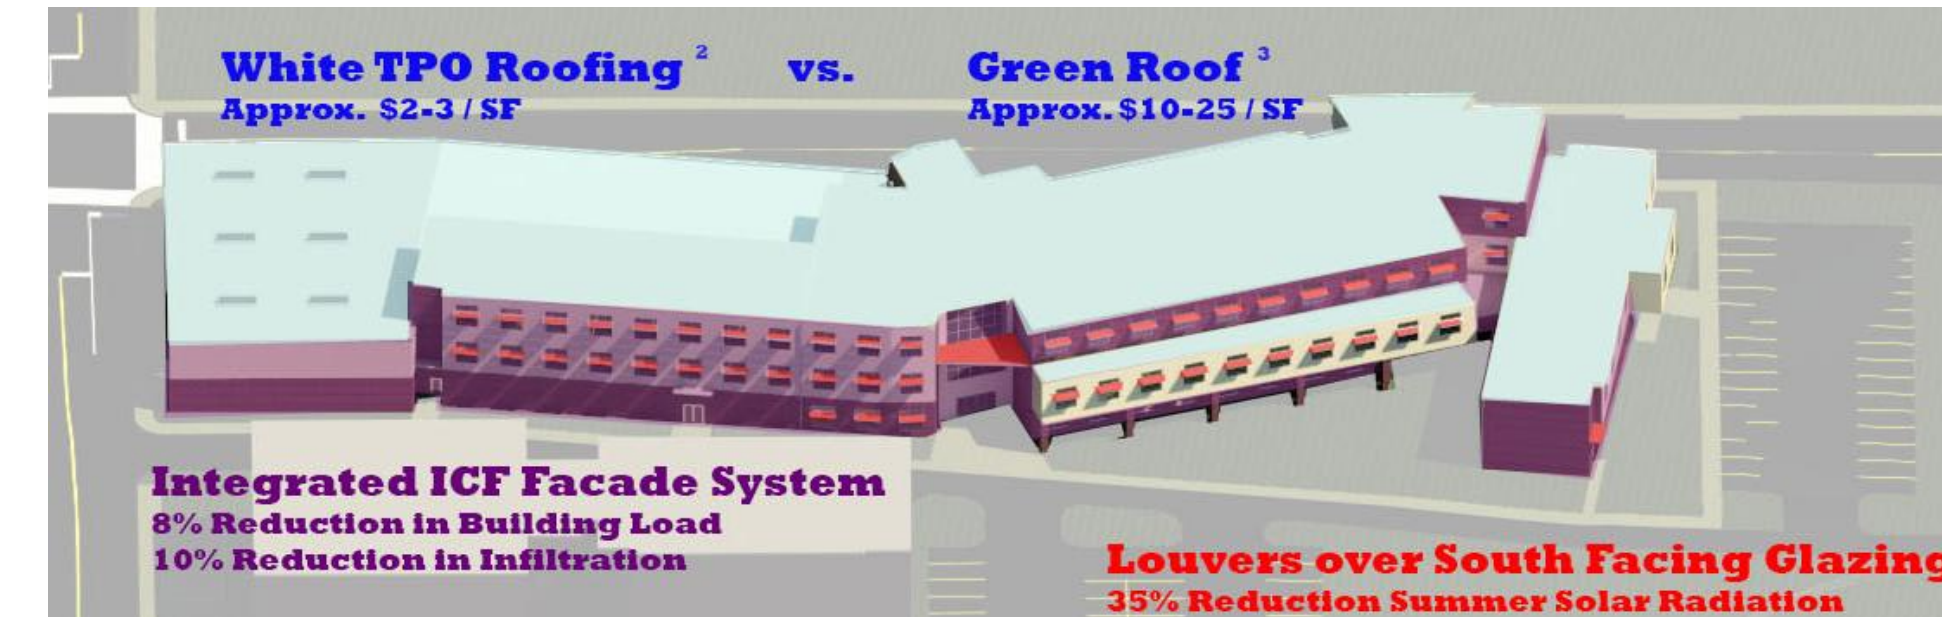 White TPO Roofing ² vs. Green Roof ³
Approx. $2-3 / SF Approx. $10-25 / SF
Integrated ICF Facade System
8% Reduction in Building Load
10% Reduction in Infiltration
Louvers over South Facing Glazing
35% Reduction Summer Solar Radiation